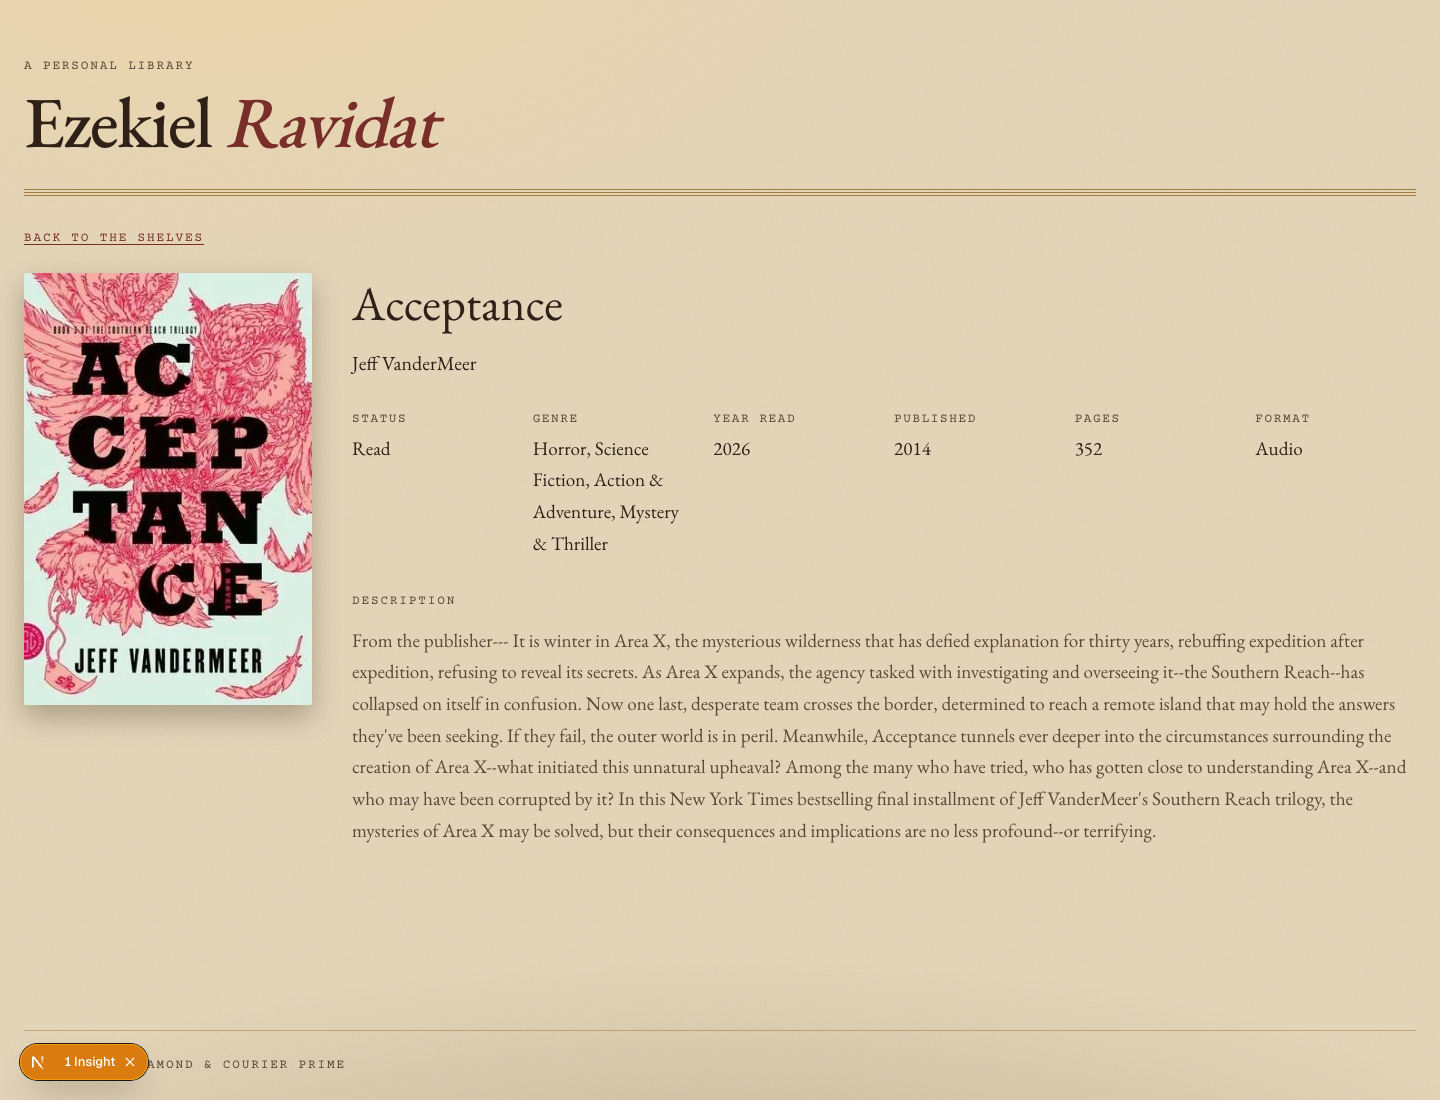 A PERSONAL LIBRARY
Ezekiel Ravidat
BACK TO THE SHELVES
BOOK 3 OF THE SOUTHERN REACH TRILOGY
AC
CEP
TAN
CE
A NOVEL
JEFF VANDERMEER
SR
Acceptance
Jeff VanderMeer
STATUS
Read
GENRE
Horror, Science
Fiction, Action &
Adventure, Mystery
& Thriller
YEAR READ
2026
PUBLISHED
2014
PAGES
352
FORMAT
Audio
DESCRIPTION
From the publisher--- It is winter in Area X, the mysterious wilderness that has defied explanation for thirty years, rebuffing expedition after
expedition, refusing to reveal its secrets. As Area X expands, the agency tasked with investigating and overseeing it--the Southern Reach--has
collapsed on itself in confusion. Now one last, desperate team crosses the border, determined to reach a remote island that may hold the answers
they've been seeking. If they fail, the outer world is in peril. Meanwhile, Acceptance tunnels ever deeper into the circumstances surrounding the
creation of Area X--what initiated this unnatural upheaval? Among the many who have tried, who has gotten close to understanding Area X--and
who may have been corrupted by it? In this New York Times bestselling final installment of Jeff VanderMeer's Southern Reach trilogy, the
mysteries of Area X may be solved, but their consequences and implications are no less profound--or terrifying.
N 1 Insight
AMOND & COURIER PRIME